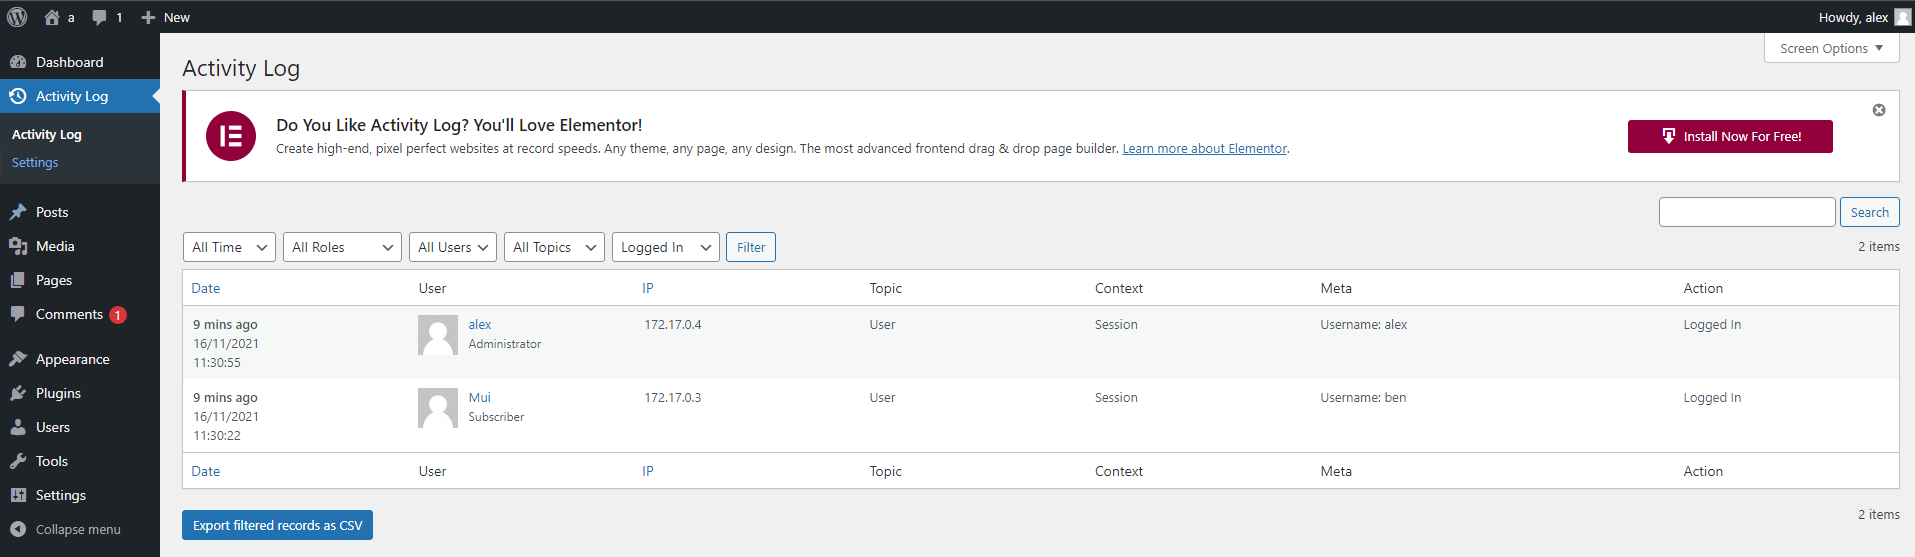 a 1 New Howdy, alex
Screen Options
Dashboard
Activity Log
Activity Log
Settings
Posts
Media
Pages
Comments 1
Appearance
Plugins
Users
Tools
Settings
Collapse menu
Activity Log
Do You Like Activity Log? You'll Love Elementor!
Create high-end, pixel perfect websites at record speeds. Any theme, any page, any design. The most advanced frontend drag & drop page builder. Learn more about Elementor.
Install Now For Free!
Search
All Time All Roles All Users All Topics Logged In Filter
2 items
Date User IP Topic Context Meta Action
9 mins ago alex 172.17.0.4 User Session Username: alex Logged In
16/11/2021 Administrator
11:30:55
9 mins ago Mui 172.17.0.3 User Session Username: ben Logged In
16/11/2021 Subscriber
11:30:22
Date User IP Topic Context Meta Action
Export filtered records as CSV
2 items